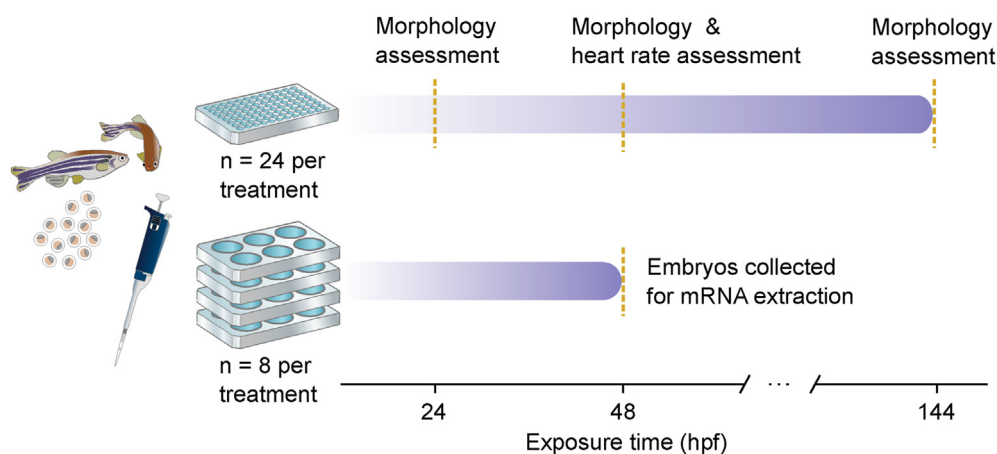 Morphology
assessment
Morphology &
heart rate assessment
Morphology
assessment
n = 24 per
treatment
Embryos collected
for mRNA extraction
n = 8 per
treatment
24
48
...
144
Exposure time (hpf)